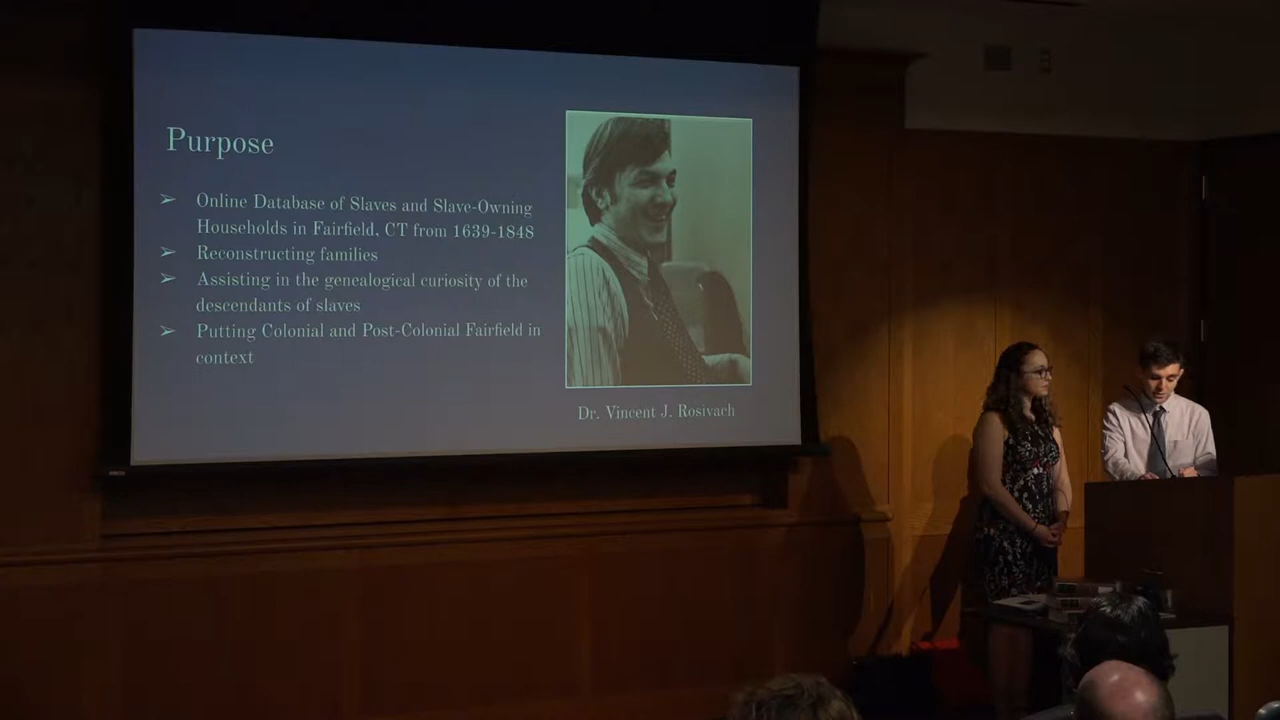 Purpose
➢ Online Database of Slaves and Slave-Owning
Households in Fairfield, CT from 1639-1848
➢ Reconstructing families
➢ Assisting in the genealogical curiosity of the
descendants of slaves
➢ Putting Colonial and Post-Colonial Fairfield in
context
Dr. Vincent J. Rosivach